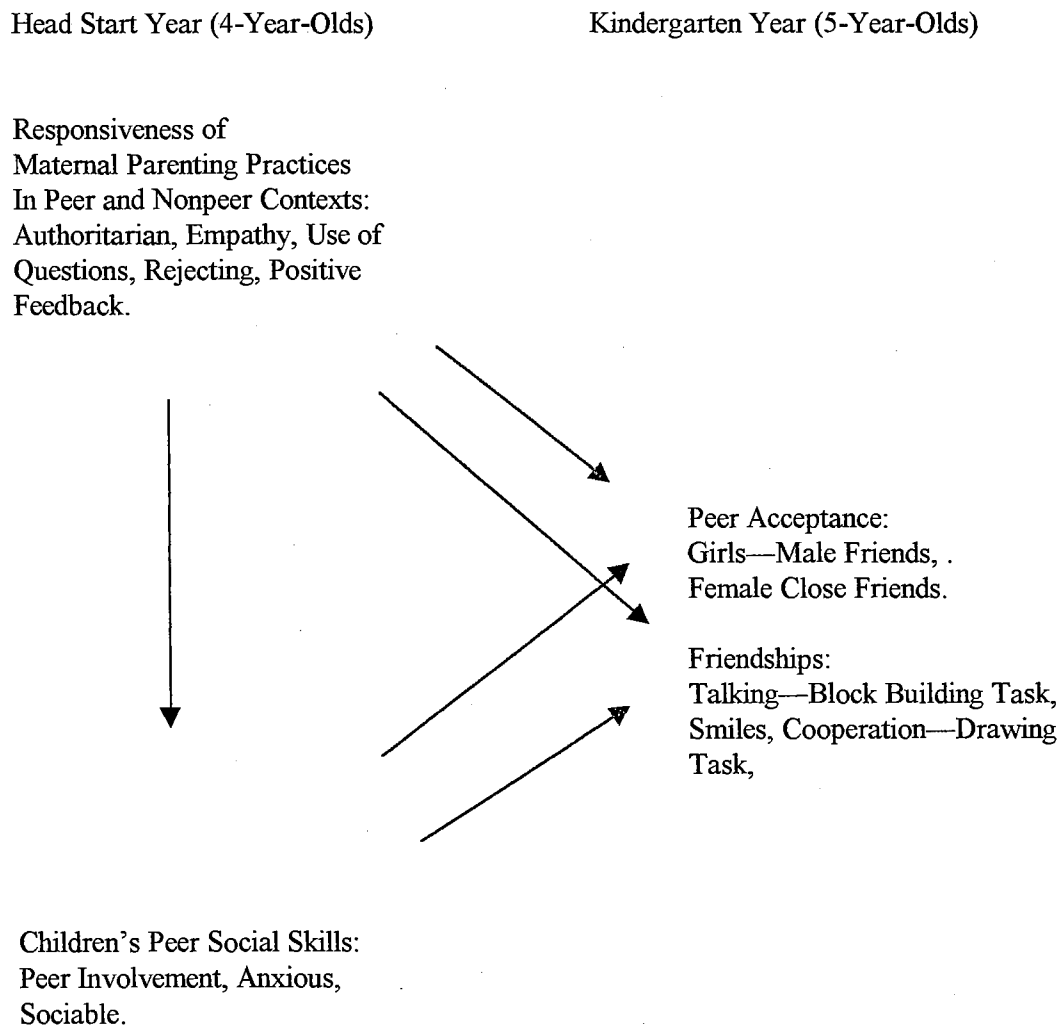 Head Start Year (4-Year-Olds)
Kindergarten Year (5-Year-Olds)
Responsiveness of
Maternal Parenting Practices
In Peer and Nonpeer Contexts:
Authoritarian, Empathy, Use of
Questions, Rejecting, Positive
Feedback.
Peer Acceptance:
Girls—Male Friends, .
Female Close Friends.
Friendships:
Talking—Block Building Task,
Smiles, Cooperation—Drawing
Task,
Children's Peer Social Skills:
Peer Involvement, Anxious,
Sociable.